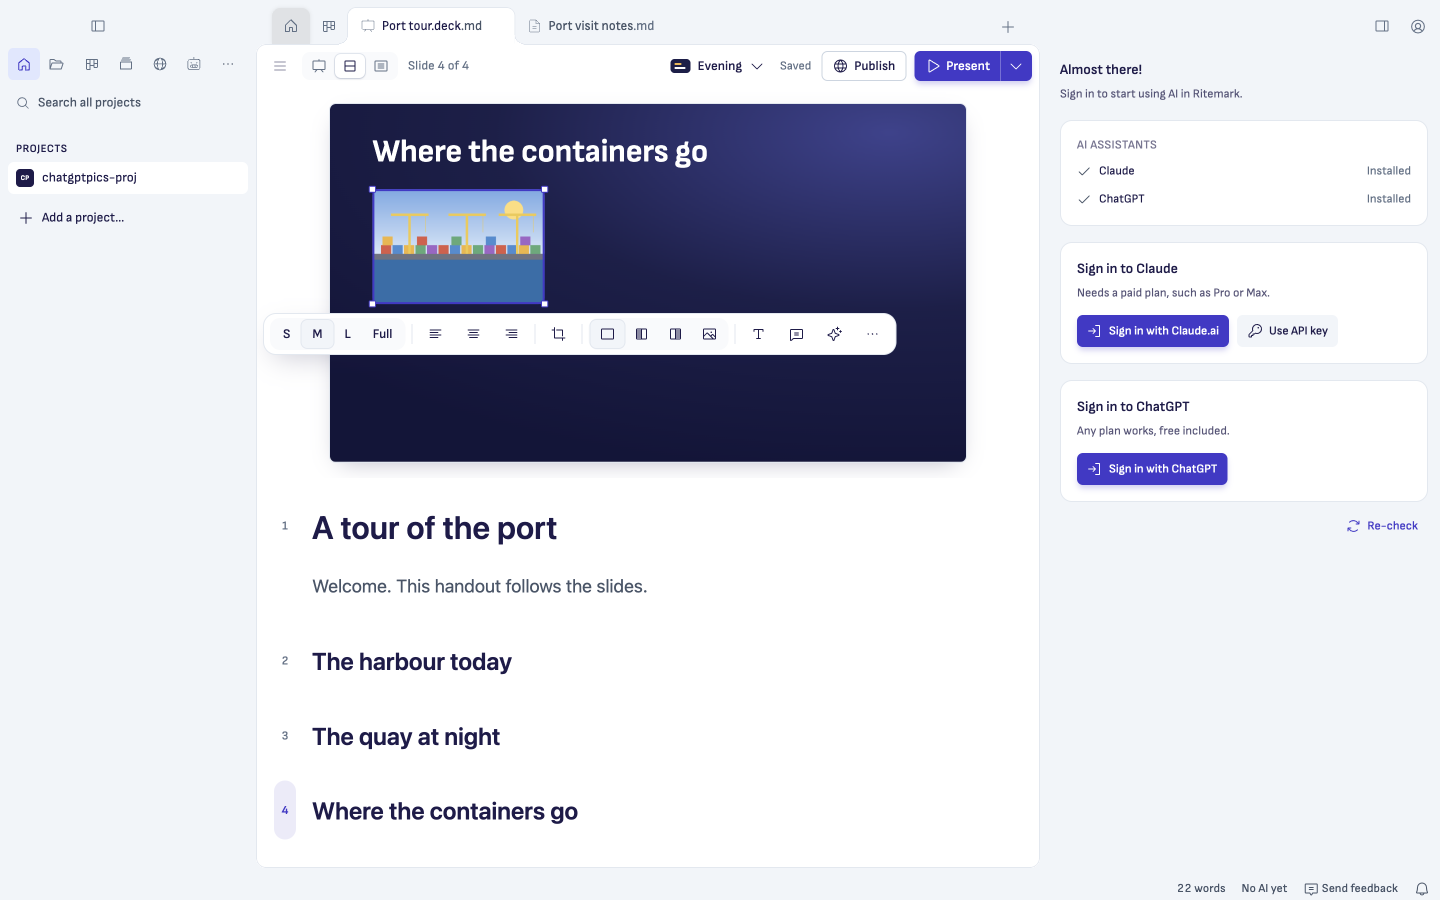 Port tour.deck.md
Port visit notes.md
Search all projects
PROJECTS
CP chatgptpics-proj
Add a project...
Slide 4 of 4
Evening
Saved
Publish
Present
Where the containers go
S M L Full
1 A tour of the port
Welcome. This handout follows the slides.
2 The harbour today
3 The quay at night
4 Where the containers go
Almost there!
Sign in to start using AI in Ritemark.
AI ASSISTANTS
Claude Installed
ChatGPT Installed
Sign in to Claude
Needs a paid plan, such as Pro or Max.
Sign in with Claude.ai
Use API key
Sign in to ChatGPT
Any plan works, free included.
Sign in with ChatGPT
Re-check
22 words
No AI yet
Send feedback